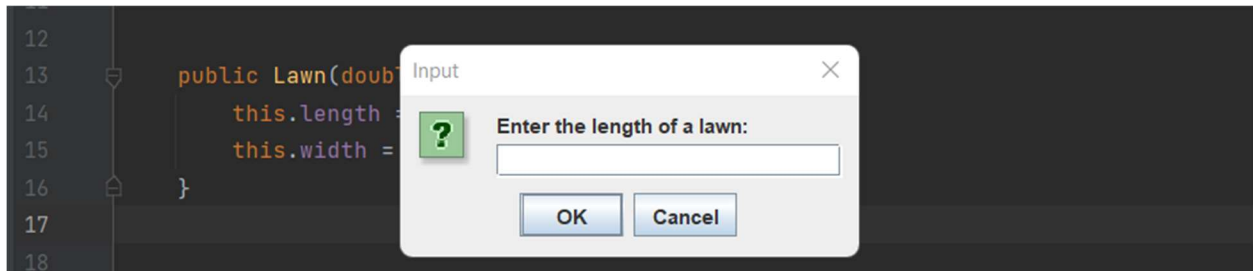 12
13 public Lawn(doubl
14 this.length =
15 this.width =
16 }
17
18
Input
Enter the length of a lawn:
OK Cancel